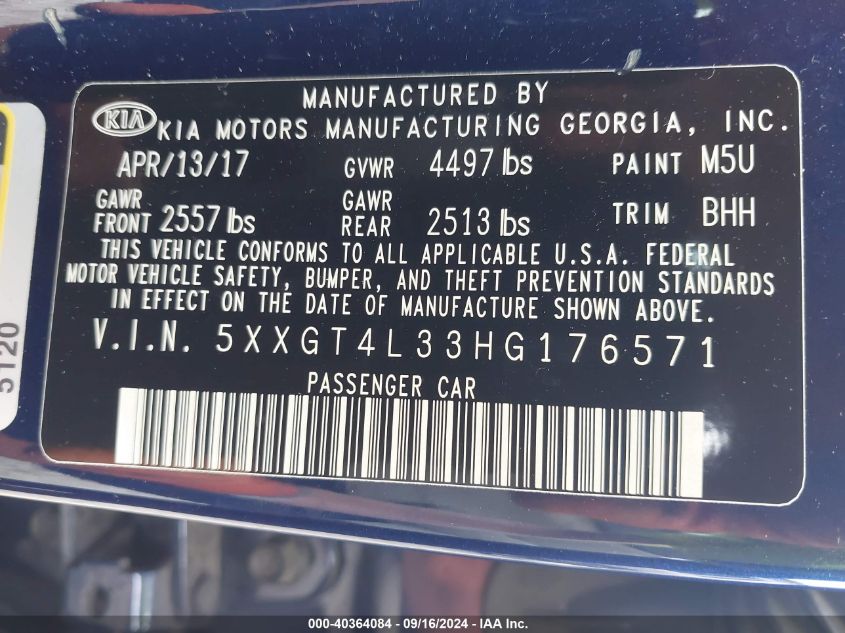 MANUFACTURED BY
KIA KIA MOTORS MANUFACTURING GEORGIA, INC.
APR/13/17 GVWR 4497 lbs PAINT M5U
GAWR FRONT 2557 lbs GAWR REAR 2513 lbs TRIM BHH
THIS VEHICLE CONFORMS TO ALL APPLICABLE U.S.A. FEDERAL
MOTOR VEHICLE SAFETY, BUMPER, AND THEFT PREVENTION STANDARDS
IN EFFECT ON THE DATE OF MANUFACTURE SHOWN ABOVE.
V.I.N. 5XXGT4L33HG176571
PASSENGER CAR
5120
000-40364084 - 09/16/2024 - IAA Inc.